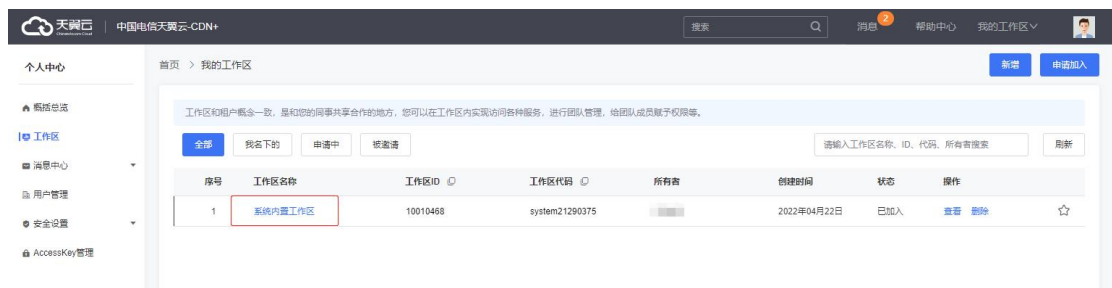 天翼云 中国电信天翼云-CDN+ 搜索 消息 2 帮助中心 我的工作区
个人中心
首页 > 我的工作区
新增 申请加入
概括总览
工作区
消息中心
用户管理
安全设置
AccessKey管理
工作区和租户概念一致，是和您的同事共享合作的地方，您可以在工作区内实现访问各种服务，进行团队管理，给团队成员赋予权限等。
全部 我名下的 申请中 被邀请 请输入工作区名称、ID、代码、所有者搜索 刷新
序号 工作区名称 工作区ID 工作区代码 所有者 创建时间 状态 操作
1 系统内置工作区 10010468 system21290375 2022年04月22日 已加入 查看 删除